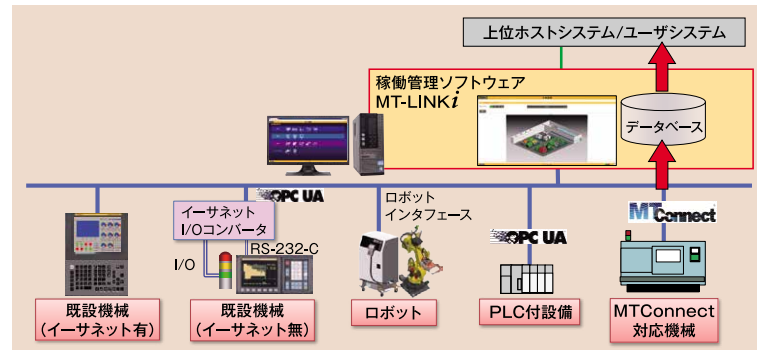 上位ホストシステム/ユーザシステム
稼働管理ソフトウェア
MT-LINKi
データベース
OPC UA
イーサネット
I/Oコンバータ
ロボット
インタフェース
MTConnect
RS-232-C
OPC UA
I/O
既設機械
（イーサネット有）
既設機械
（イーサネット無）
ロボット
PLC付設備
MTConnect
対応機械